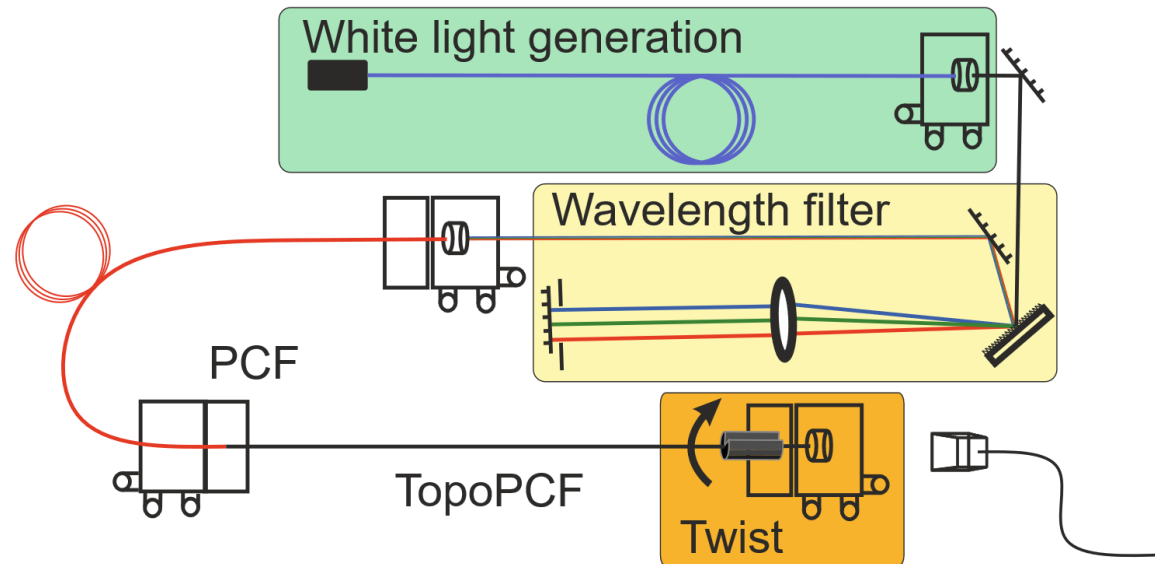 White light generation
Wavelength filter
PCF
TopoPCF
Twist